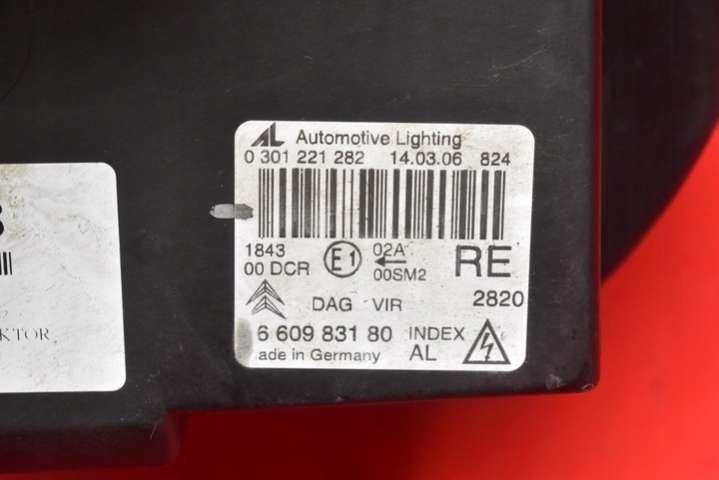 AL Automotive Lighting
0 301 221 282 14.03.06 824
1843 02A
00 DCR E1 00SM2 RE
DAG VIR 2820
6 609 831 80 INDEX
ade in Germany AL
KTOR